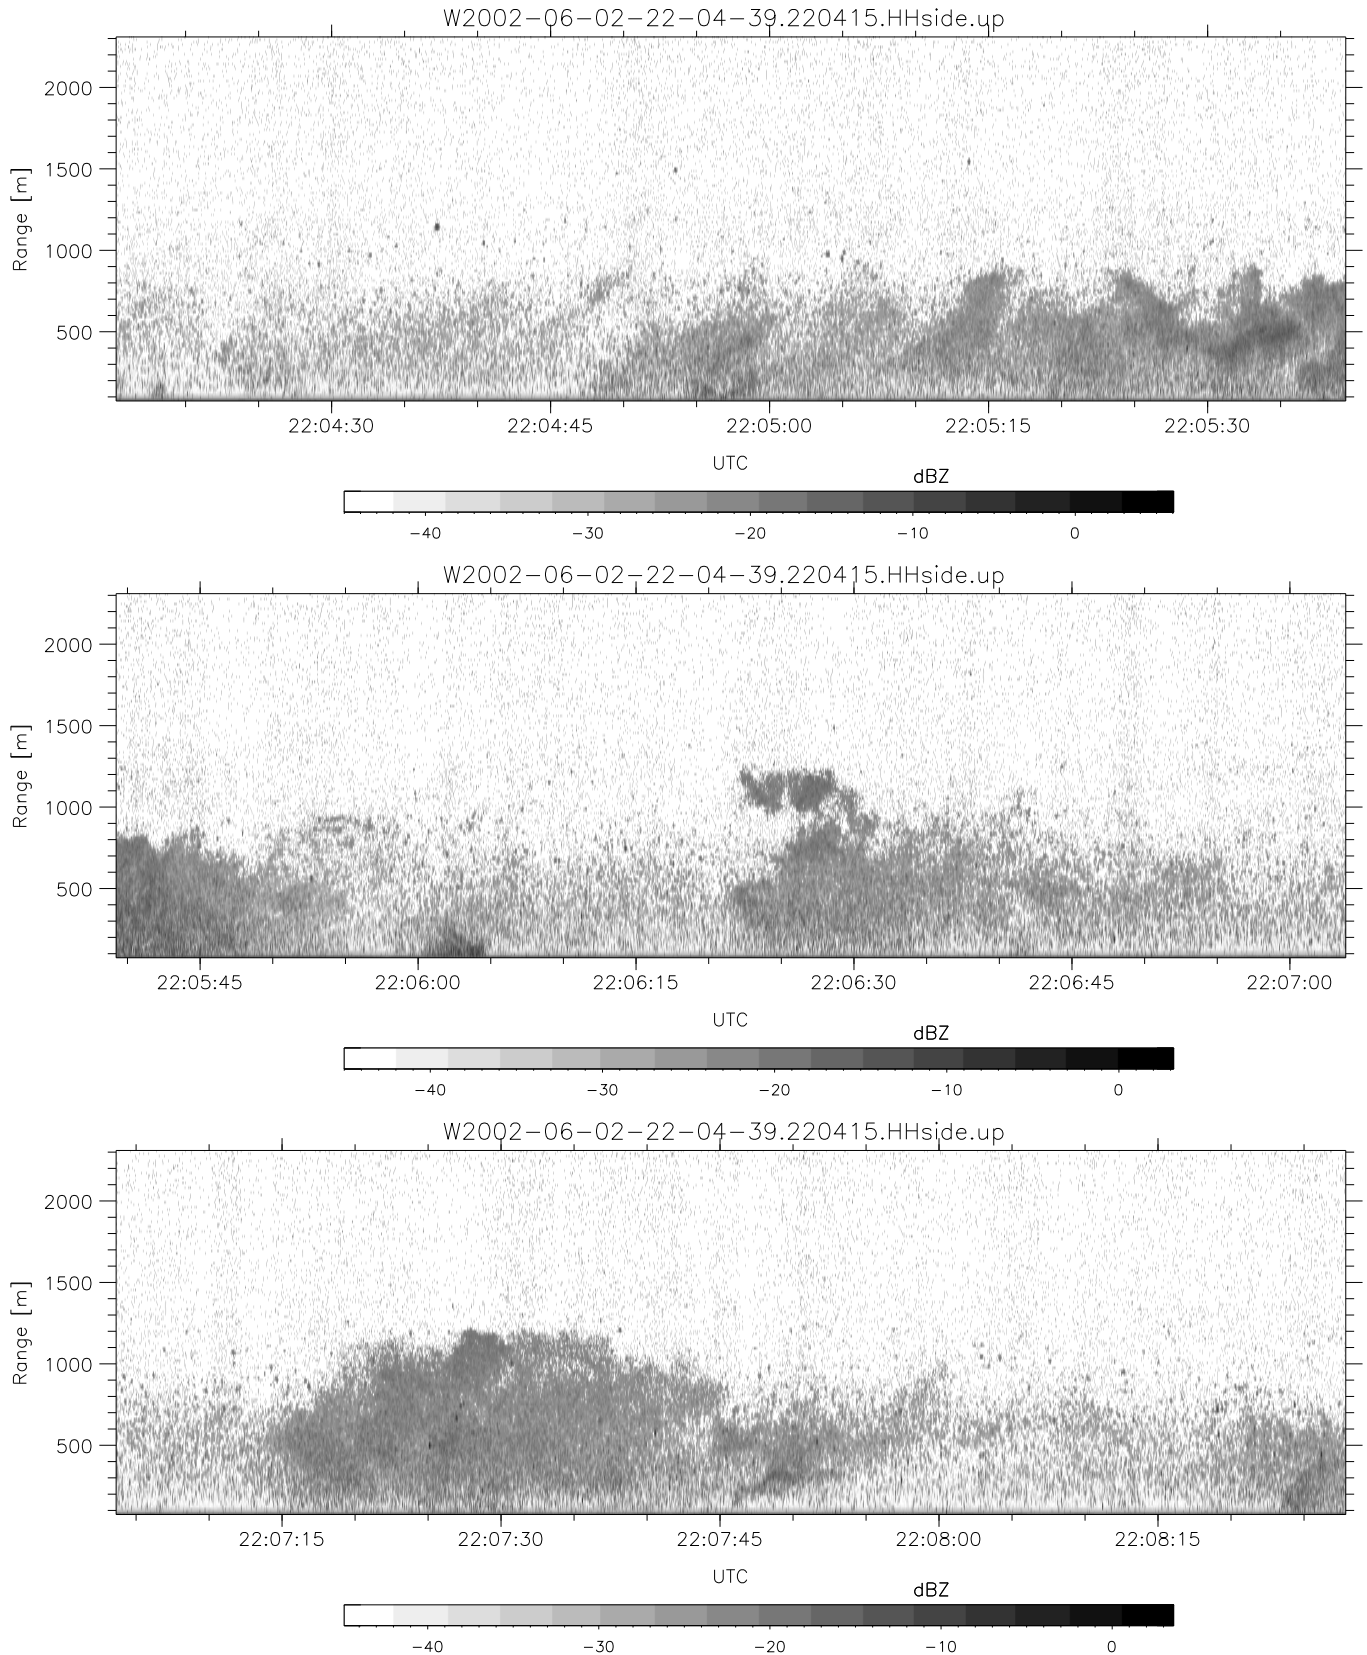 W2002-06-02-22-04-39.220415.HHside.up
2000
1500
1000
500
Range [m]
22:04:30 22:04:45 22:05:00 22:05:15 22:05:30
UTC
dBZ
-40 -30 -20 -10 0
W2002-06-02-22-04-39.220415.HHside.up
2000
1500
1000
500
Range [m]
22:05:45 22:06:00 22:06:15 22:06:30 22:06:45 22:07:00
UTC
dBZ
-40 -30 -20 -10 0
W2002-06-02-22-04-39.220415.HHside.up
2000
1500
1000
500
Range [m]
22:07:15 22:07:30 22:07:45 22:08:00 22:08:15
UTC
dBZ
-40 -30 -20 -10 0